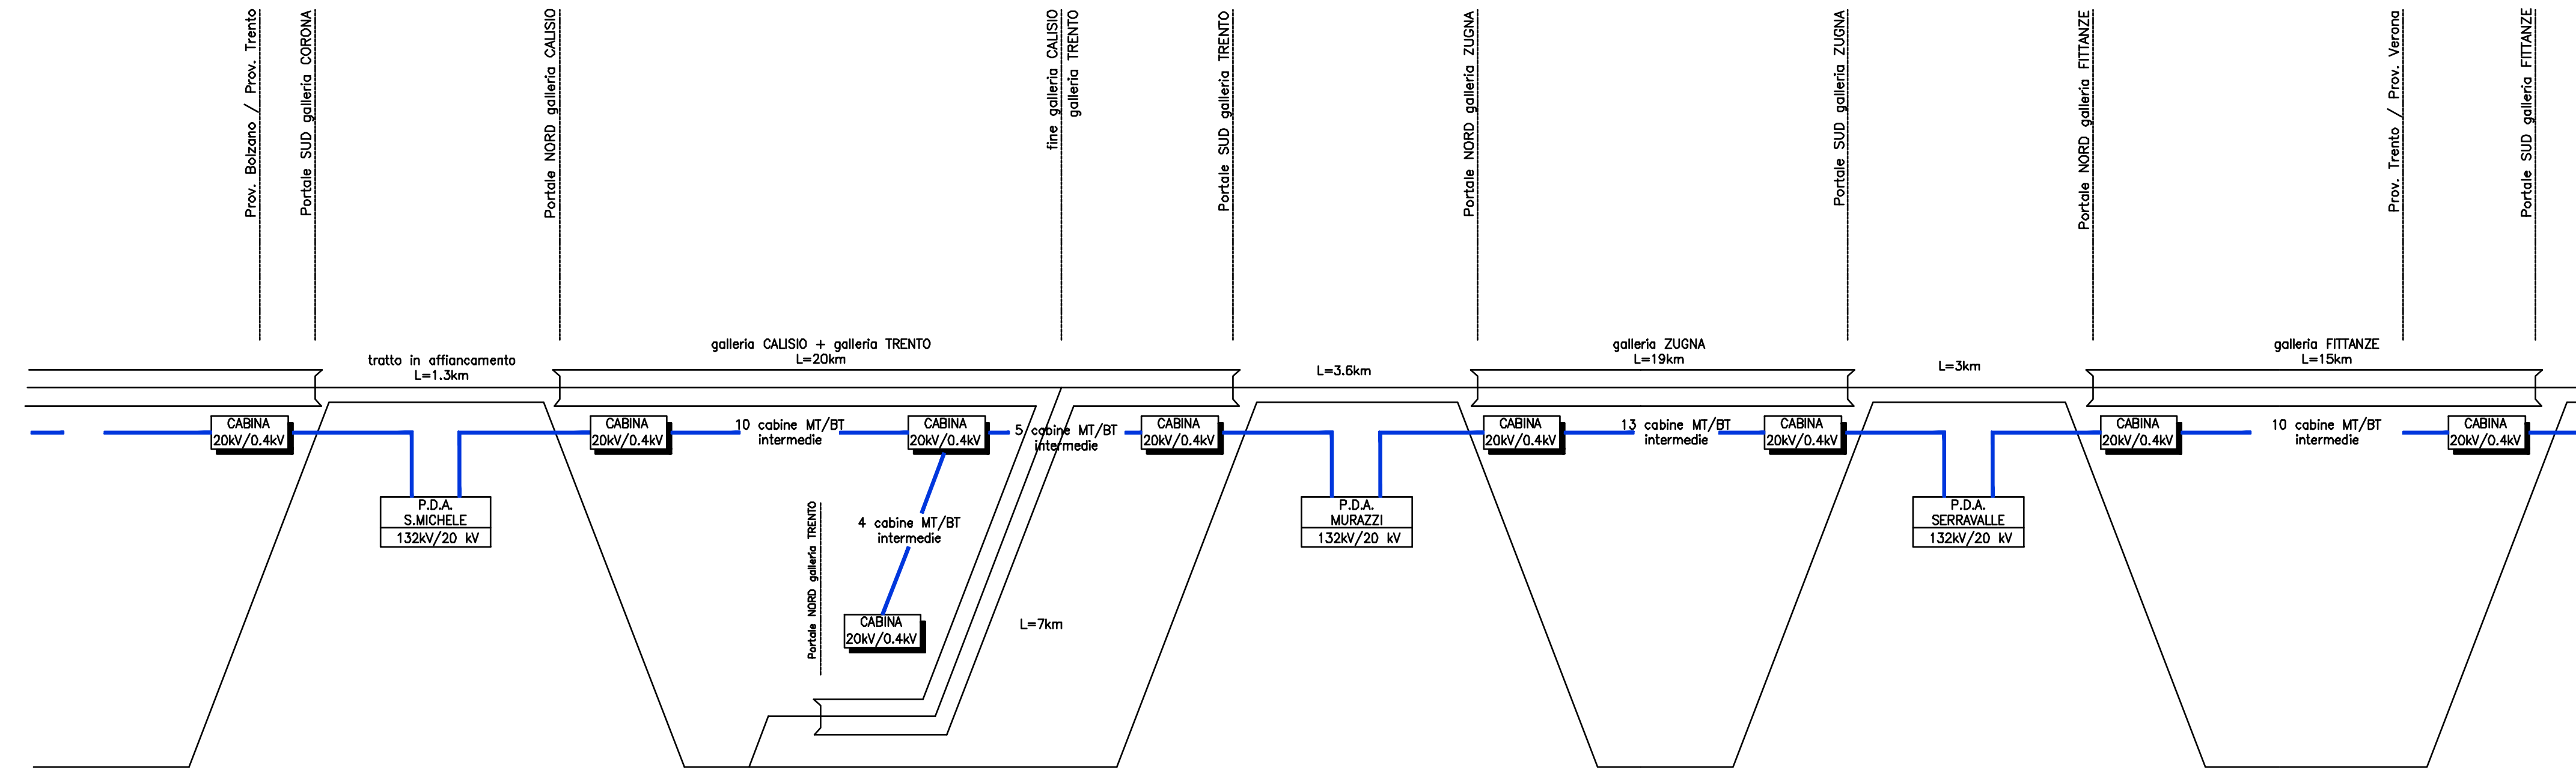 Prov. Bolzano / Prov. Trento
Portale SUD galleria CORONA
Portale NORD galleria CALISIO
fine galleria CALISIO
galleria TRENTO
Portale SUD galleria TRENTO
Portale NORD galleria ZUGNA
Portale SUD galleria ZUGNA
Portale NORD galleria FITTANZE
Prov. Trento / Prov. Verona
Portale SUD galleria FITTANZE
tratto in affiancamento
L=1.3km
galleria CALISIO + galleria TRENTO
L=20km
L=3.6km
galleria ZUGNA
L=19km
L=3km
galleria FITTANZE
L=15km
CABINA
20kV/0.4kV
CABINA
20kV/0.4kV
10 cabine MT/BT
intermedie
CABINA
20kV/0.4kV
5 cabine MT/BT
intermedie
CABINA
20kV/0.4kV
CABINA
20kV/0.4kV
13 cabine MT/BT
intermedie
CABINA
20kV/0.4kV
CABINA
20kV/0.4kV
10 cabine MT/BT
intermedie
CABINA
20kV/0.4kV
P.D.A.
S.MICHELE
132kV/20 kV
Portale NORD galleria TRENTO
4 cabine MT/BT
intermedie
P.D.A.
MURAZZI
132kV/20 kV
P.D.A.
SERRAVALLE
132kV/20 kV
CABINA
20kV/0.4kV
L=7km